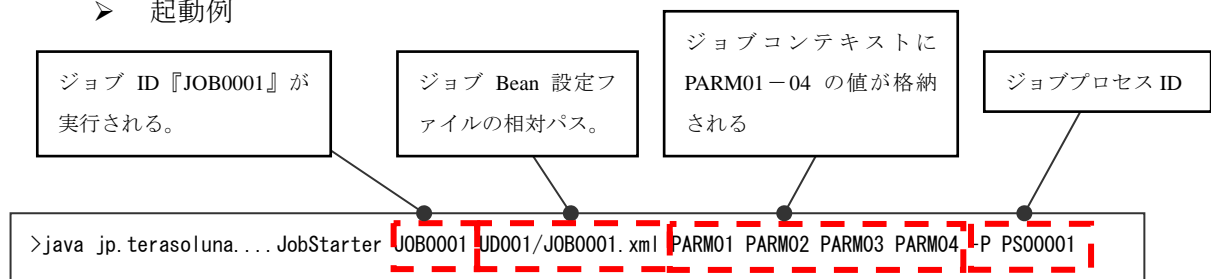 ➢ 起動例
ジョブ ID『JOB0001』が
実行される。
ジョブ Bean 設定フ
ァイルの相対パス。
ジョブコンテキストに
PARM01－04 の値が格納
される
ジョブプロセス ID
>java jp.terasoluna....JobStarter JOB0001 UD001/JOB0001.xml PARM01 PARM02 PARM03 PARM04 -P PS00001